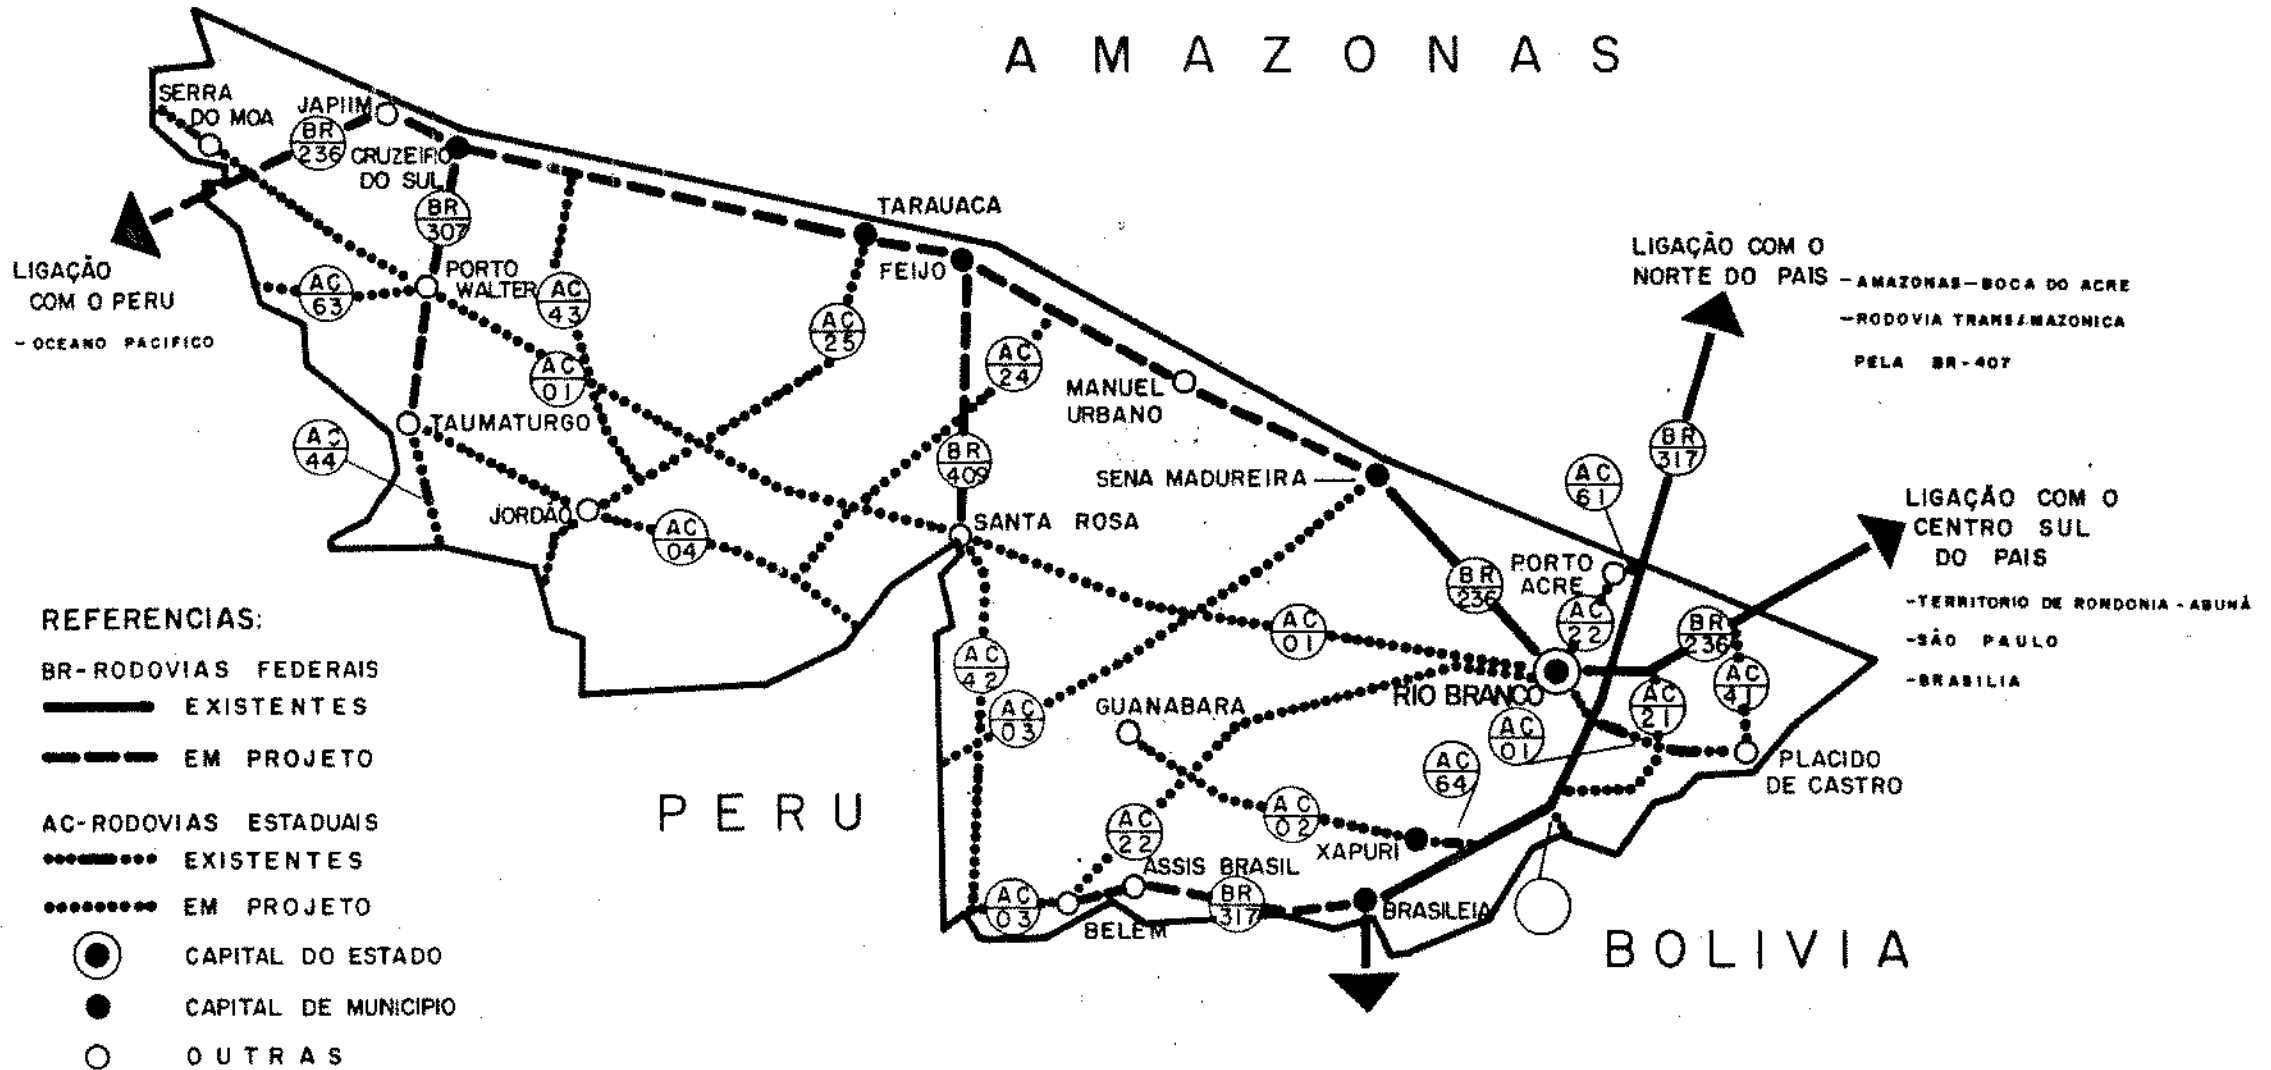 AMAZONAS
SERRA
DO MOA
JAPIIM
BR
236
CRUZEIRO
DO SUL
BR
307
TARAUACA
FEIJO
LIGAÇÃO
COM O PERU
- OCEANO PACIFICO
AC
63
PORTO
WALTER
AC
43
AC
25
AC
01
AC
24
MANUEL
URBANO
LIGAÇÃO COM O
NORTE DO PAIS
-AMAZONAS-BOCA DO ACRE
-RODOVIA TRANSAMAZONICA
PELA BR-407
TAUMATURGO
AC
44
BR
409
SENA MADUREIRA
BR
317
AC
61
JORDÃO
AC
04
SANTA ROSA
LIGAÇÃO COM O
CENTRO SUL
DO PAIS
-TERRITORIO DE RONDONIA-ABUNÃ
-SÃO PAULO
-BRASILIA
BR
236
PORTO
ACRE
AC
22
AC
01
BR
236
AC
42
AC
03
GUANABARA
RIO BRANCO
AC
01
AC
21
AC
41
AC
64
PLACIDO
DE CASTRO
PERU
AC
22
AC
02
XAPURI
ASSIS BRASIL
AC
03
BELEM
BR
317
BRASILEIA
BOLIVIA
REFERENCIAS:
BR-RODOVIAS FEDERAIS
EXISTENTES
EM PROJETO
AC-RODOVIAS ESTADUAIS
EXISTENTES
EM PROJETO
CAPITAL DO ESTADO
CAPITAL DE MUNICIPIO
OUTRAS